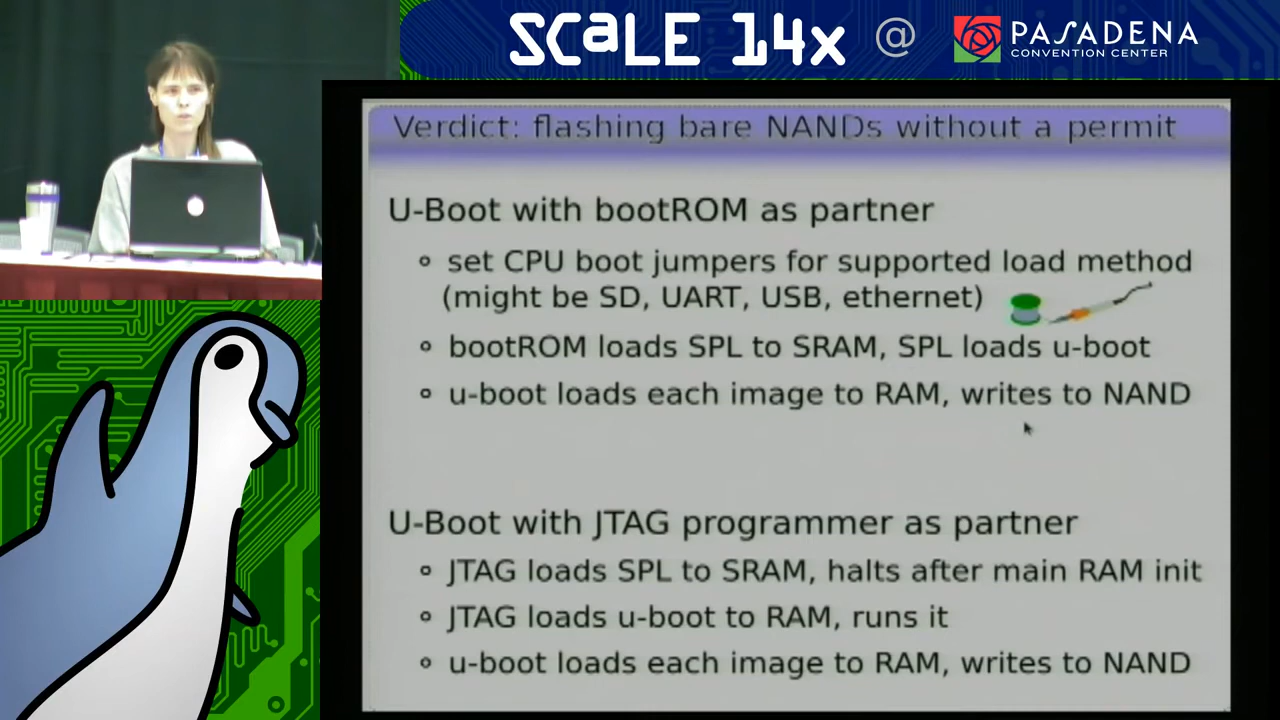 SCaLE 14x @ PASADENA
CONVENTION CENTER
Verdict: flashing bare NANDs without a permit
U-Boot with bootROM as partner
set CPU boot jumpers for supported load method
(might be SD, UART, USB, ethernet)
bootROM loads SPL to SRAM, SPL loads u-boot
u-boot loads each image to RAM, writes to NAND
U-Boot with JTAG programmer as partner
JTAG loads SPL to SRAM, halts after main RAM init
JTAG loads u-boot to RAM, runs it
u-boot loads each image to RAM, writes to NAND